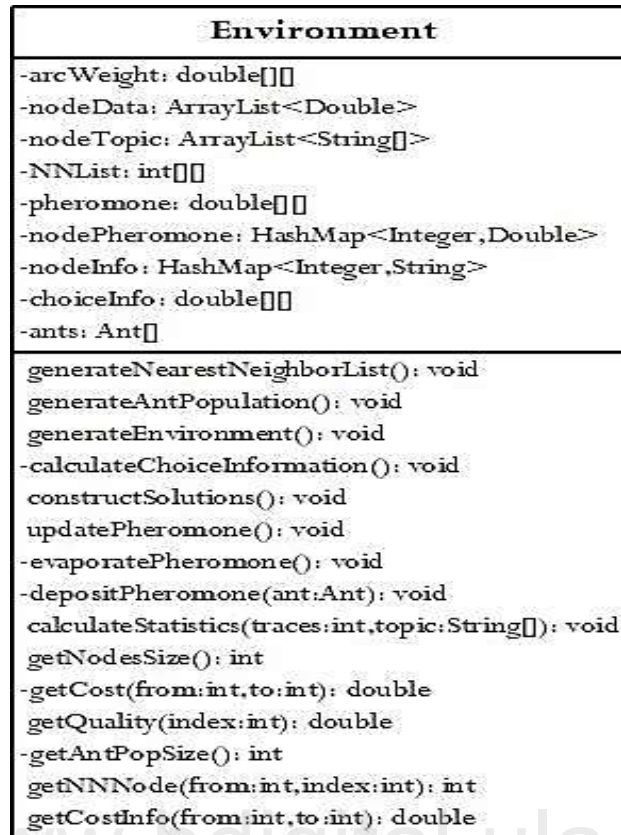 Environment
-arcWeight: double[][]
-nodeData: ArrayList<Double>
-nodeTopic: ArrayList<String[]>
-NNList: int[][]
-pheromone: double[][]
-nodePheromone: HashMap<Integer,Double>
-nodeInfo: HashMap<Integer,String>
-choiceInfo: double[][]
-ants: Ant[]
generateNearestNeighborList(): void
generateAntPopulation(): void
generateEnvironment(): void
-calculateChoiceInformation(): void
constructSolutions(): void
updatePheromone(): void
-evaporatePheromone(): void
-depositPheromone(ant:Ant): void
calculateStatistics(traces:int,topic:String[]): void
getNodesSize(): int
-getCost(from:int,to:int): double
getQuality(index:int): double
-getAntPopSize(): int
getNNNode(from:int,index:int): int
getCostInfo(from:int,to:int): double